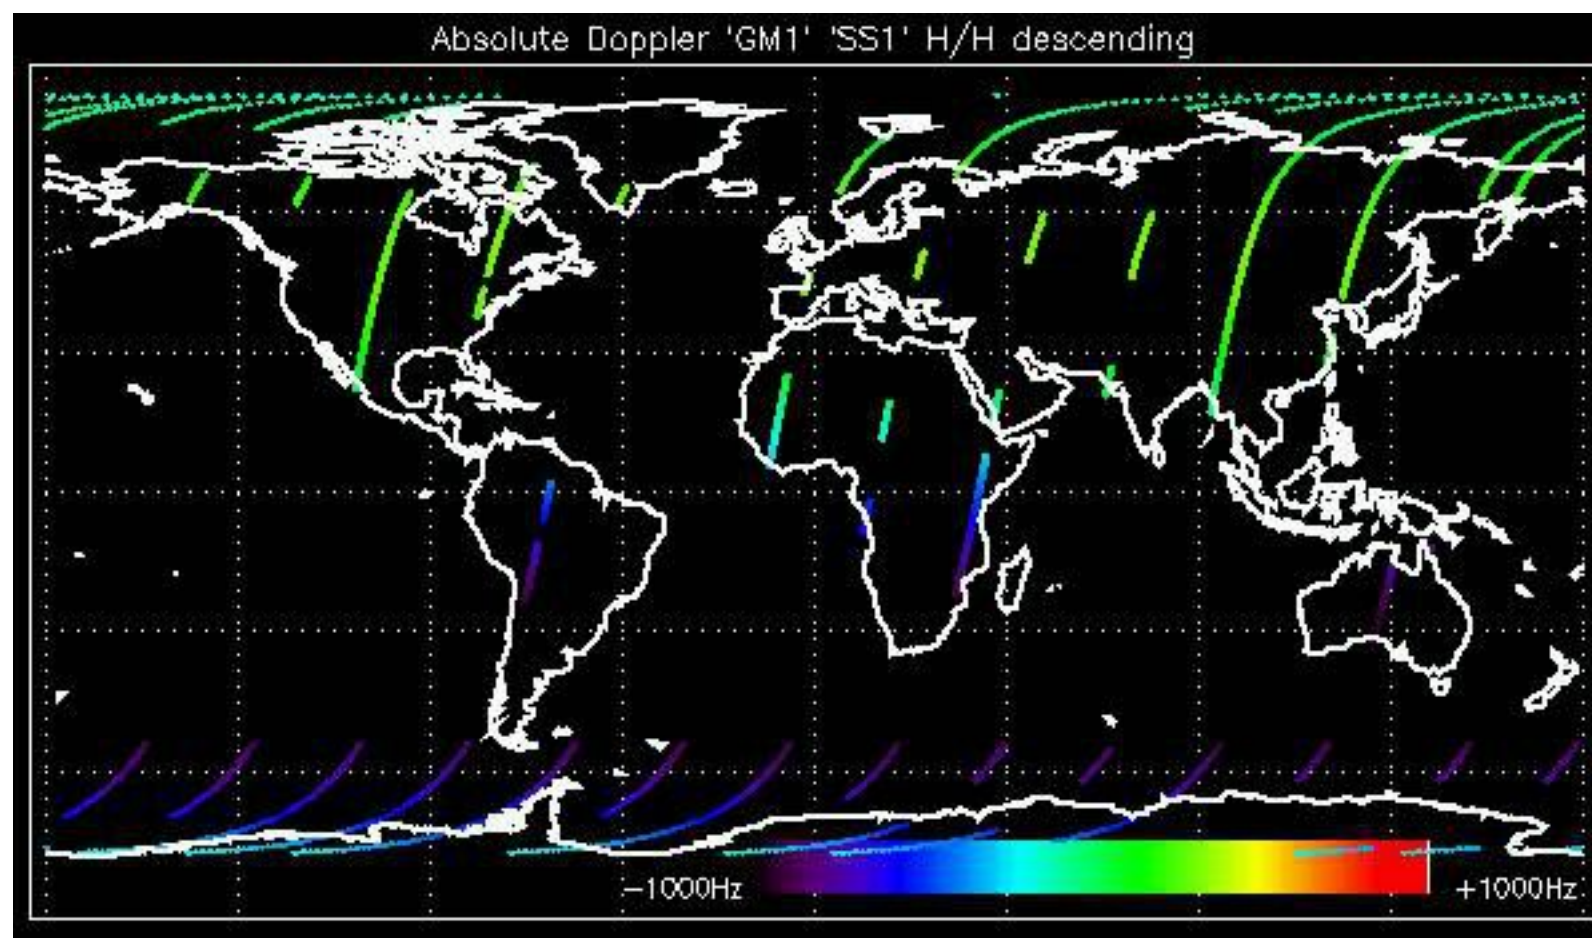 Absolute Doppler 'GM1' 'SS1' H/H descending
-1000Hz
+1000Hz